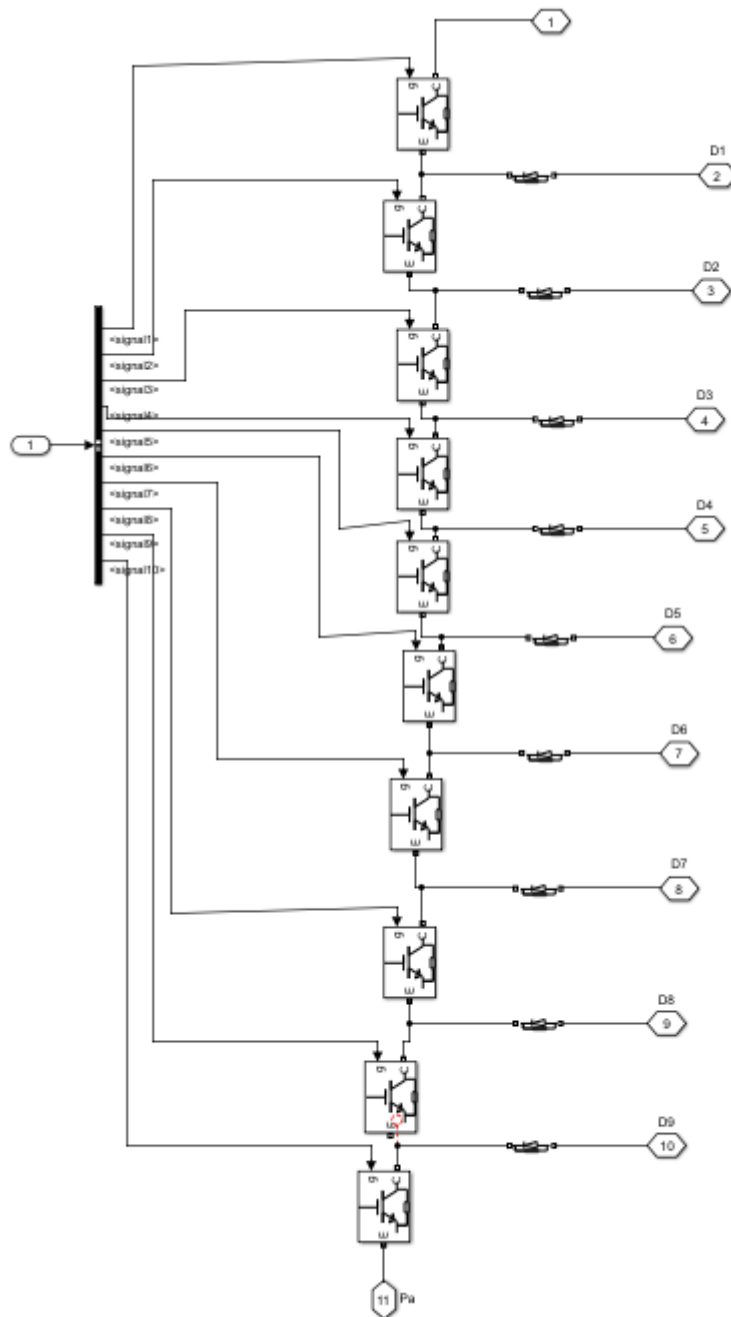 1
g C
E
D1
2
g C
E
D2
3
g C
E
<signal1>
<signal2>
<signal3>
D3
4
<signal4>
g C
1
<signal5>
<signal6>
E
<signal7>
D4
5
<signal8>
g C
<signal9>
<signal10>
E
D5
6
g C
E
D6
7
g C
E
D7
8
g C
E
D8
9
g C
E
D9
10
g C
E
11 Pa